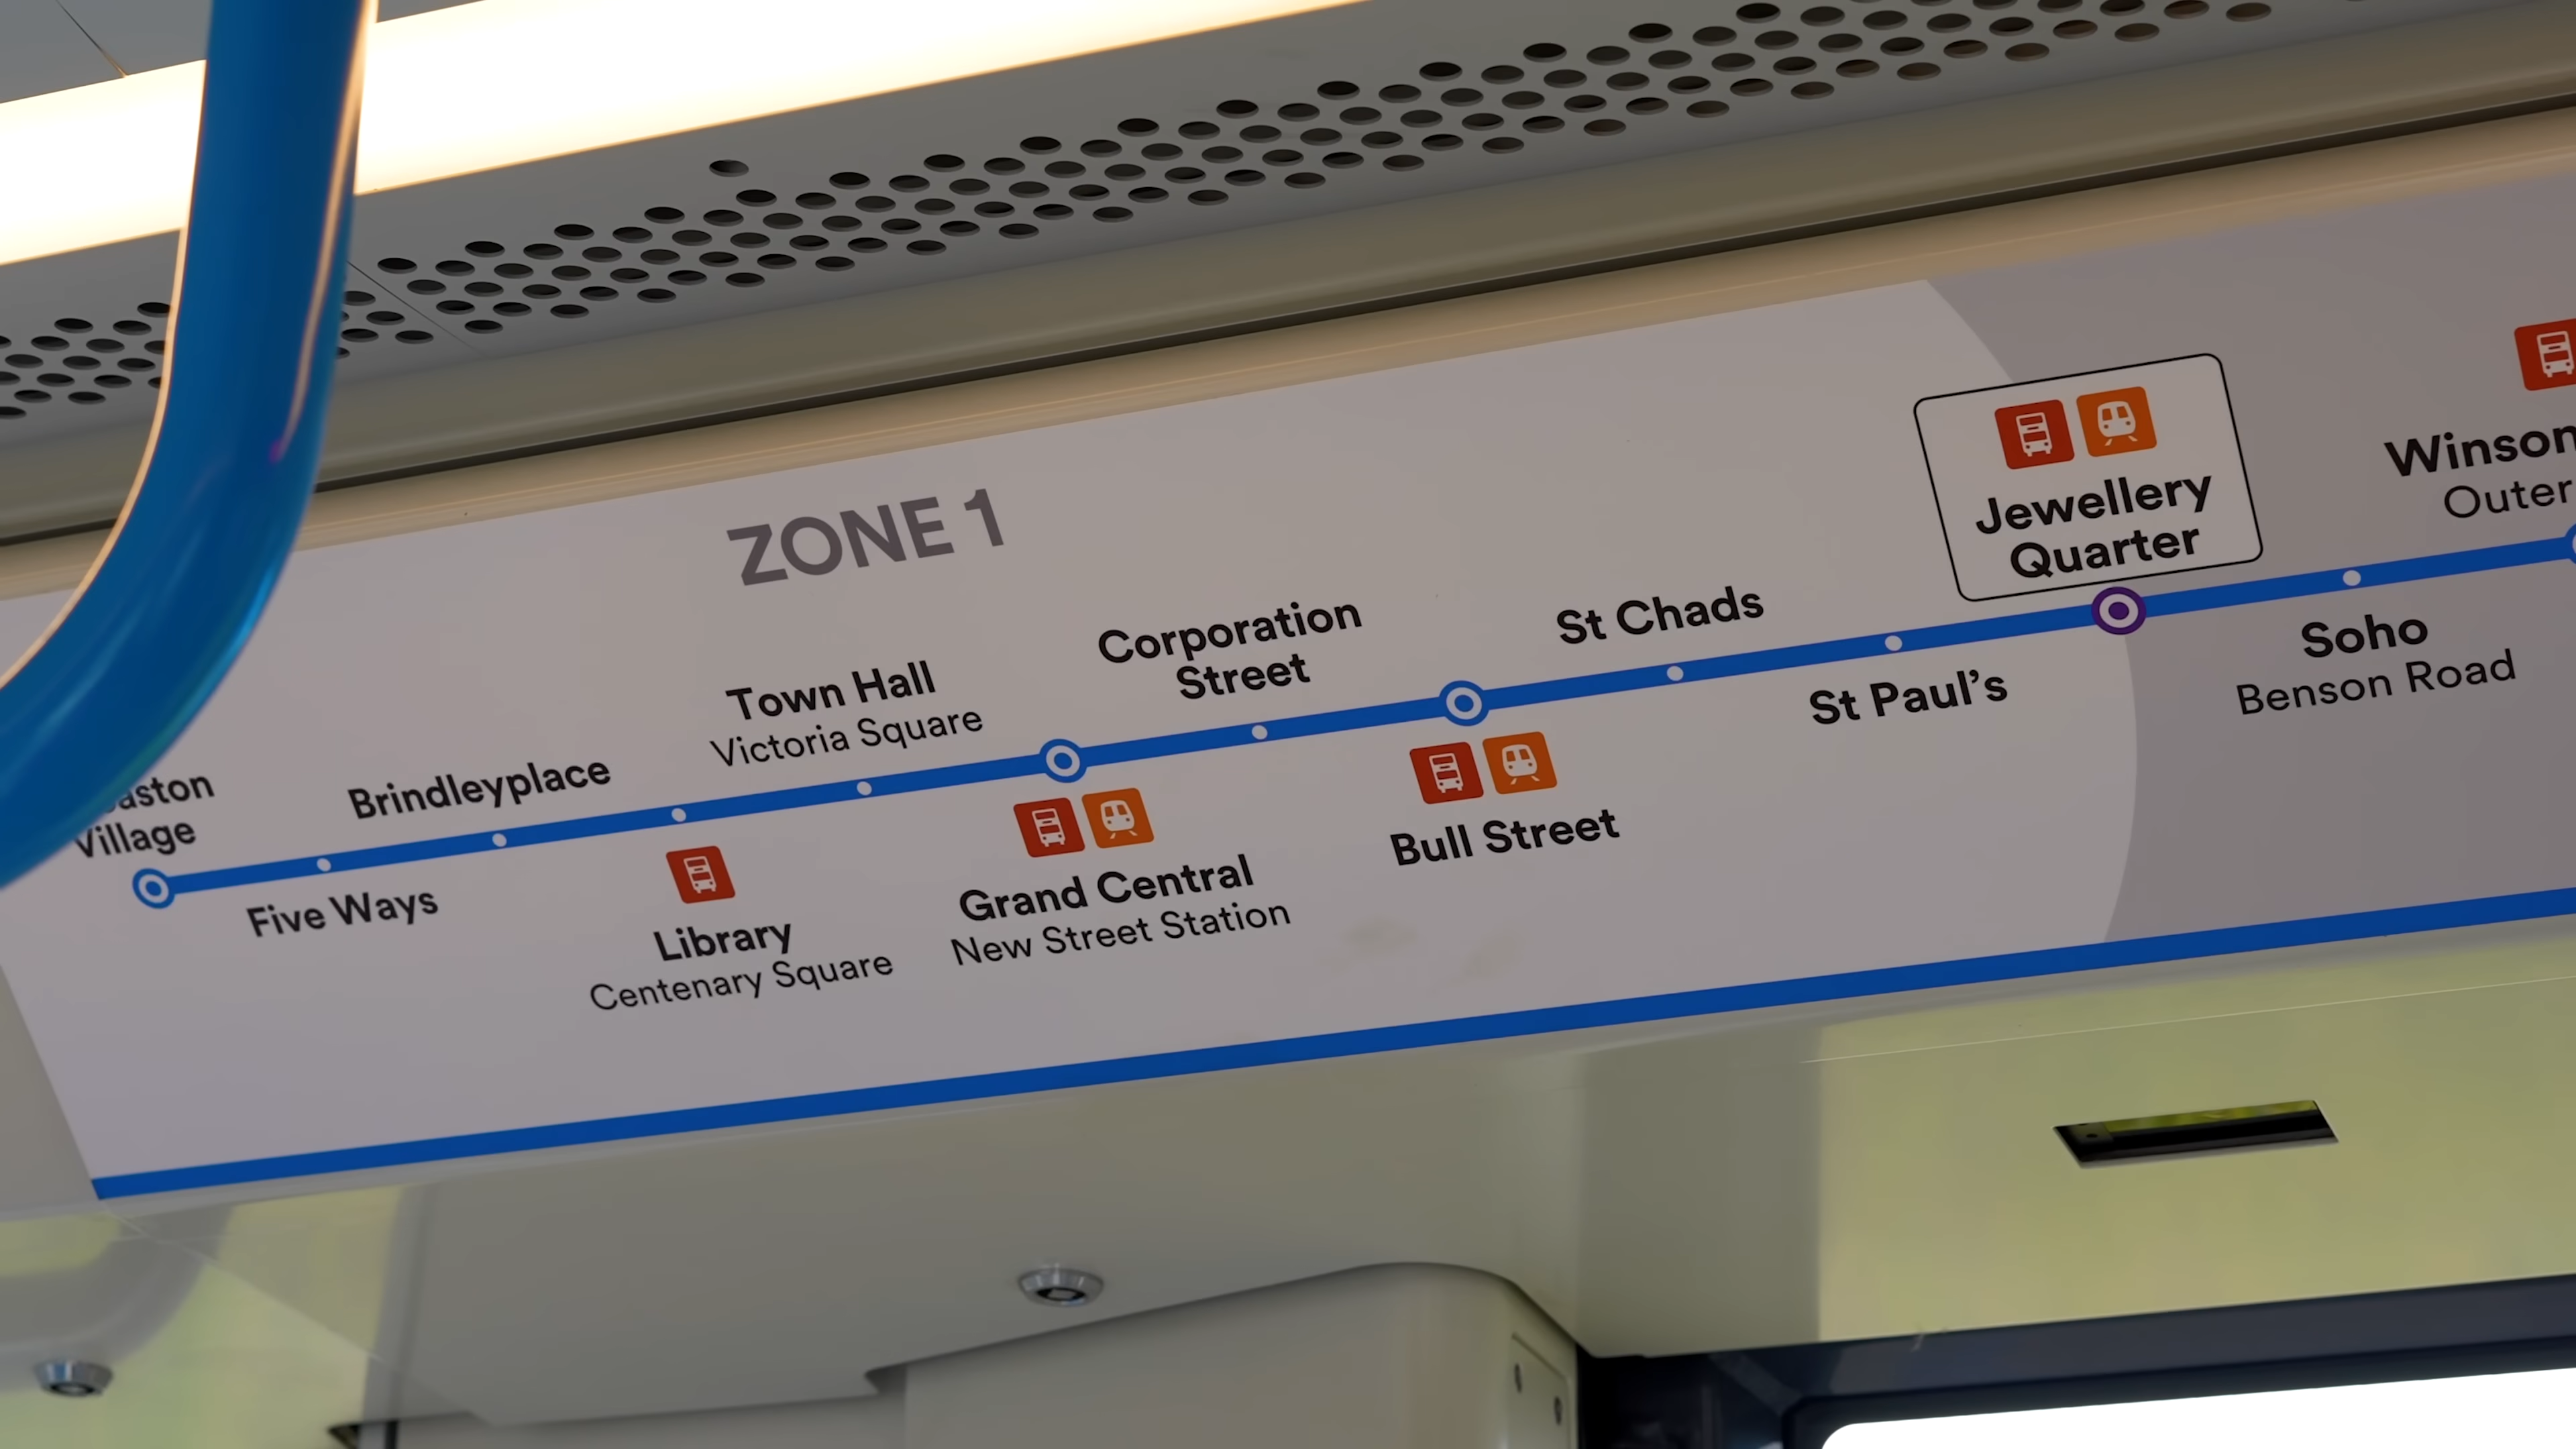 ZONE 1
Village
Five Ways
Brindleyplace
Library
Centenary Square
Town Hall
Victoria Square
Grand Central
New Street Station
Corporation
Street
Bull Street
St Chads
St Paul's
Jewellery
Quarter
Soho
Benson Road
Outer